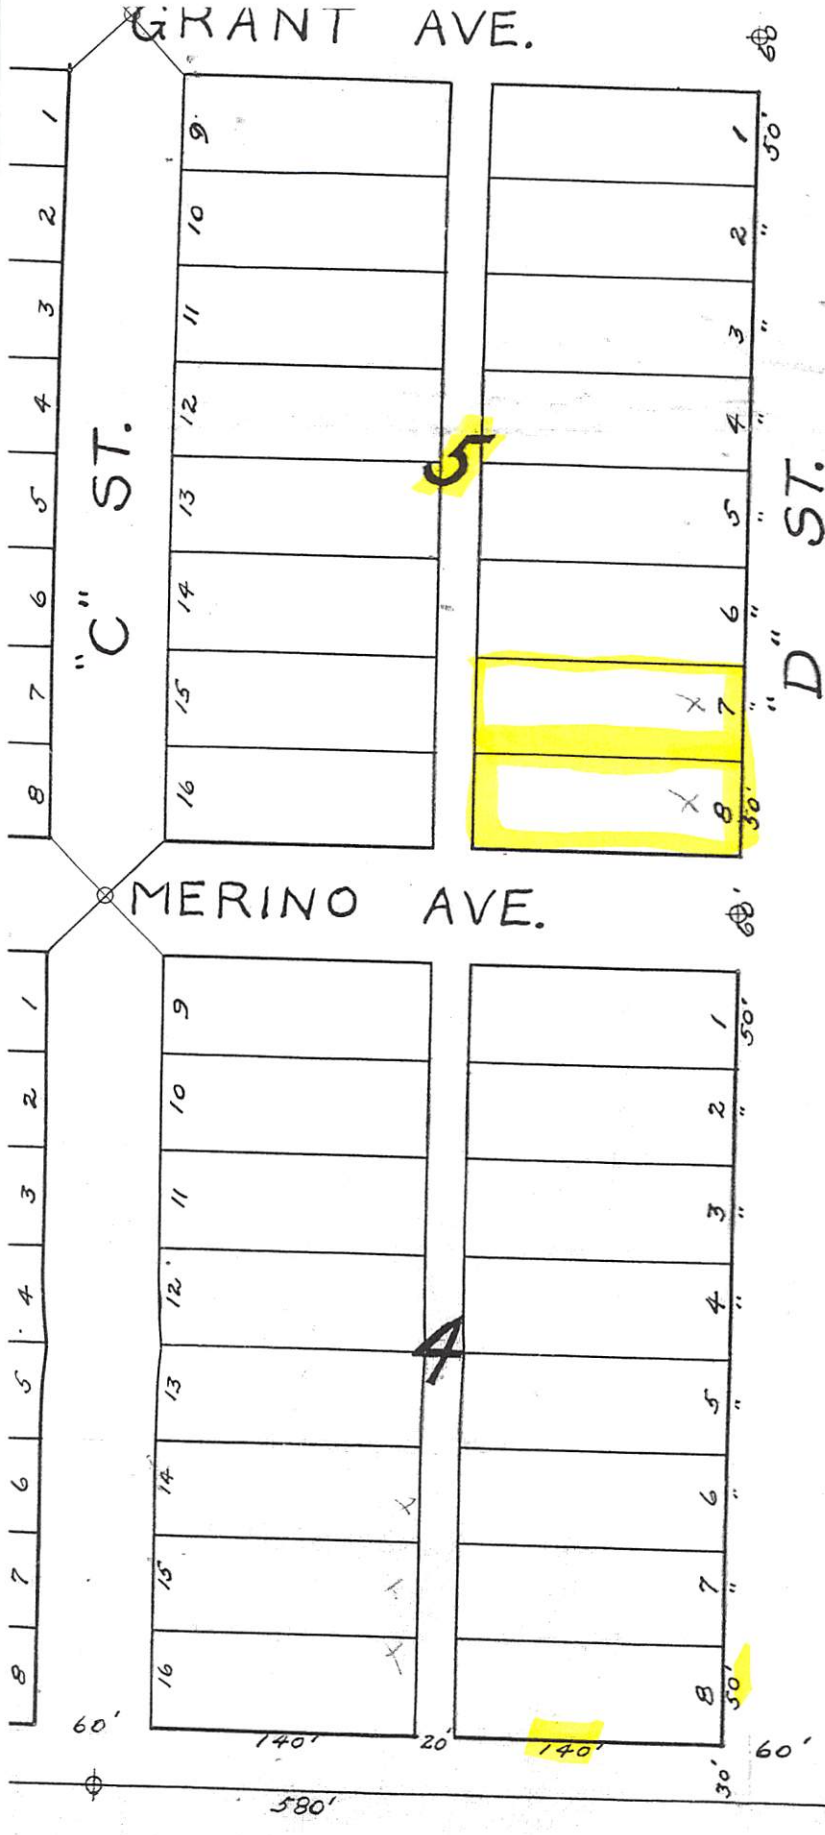 GRANT AVE.
60
1 9 1 50'
2 10 2 "
3 11 3 "
4 12 4 "
5 13 5 "
6 14 6 "
7 15 X 7 "
8 16 X 8 50'
"C" ST.
5
"D" ST.
MERINO AVE.
60'
1 9 1 50'
2 10 2 "
3 11 3 "
4 12 4 "
5 13 5 "
6 14 X 6 "
7 15 7 "
8 16 X 8 50'
4
60' 140' 20' 140' 60'
30'
580'